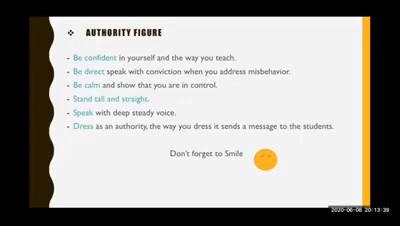 AUTHORITY FIGURE
- Be confident in yourself and the way you teach.
- Be direct speak with conviction when you address misbehavior.
- Be calm and show that you are in control.
- Stand tall and straight.
- Speak with deep steady voice.
- Dress as an authority, the way you dress it sends a message to the students.
Don't forget to Smile
2020-06-08 20:13:39